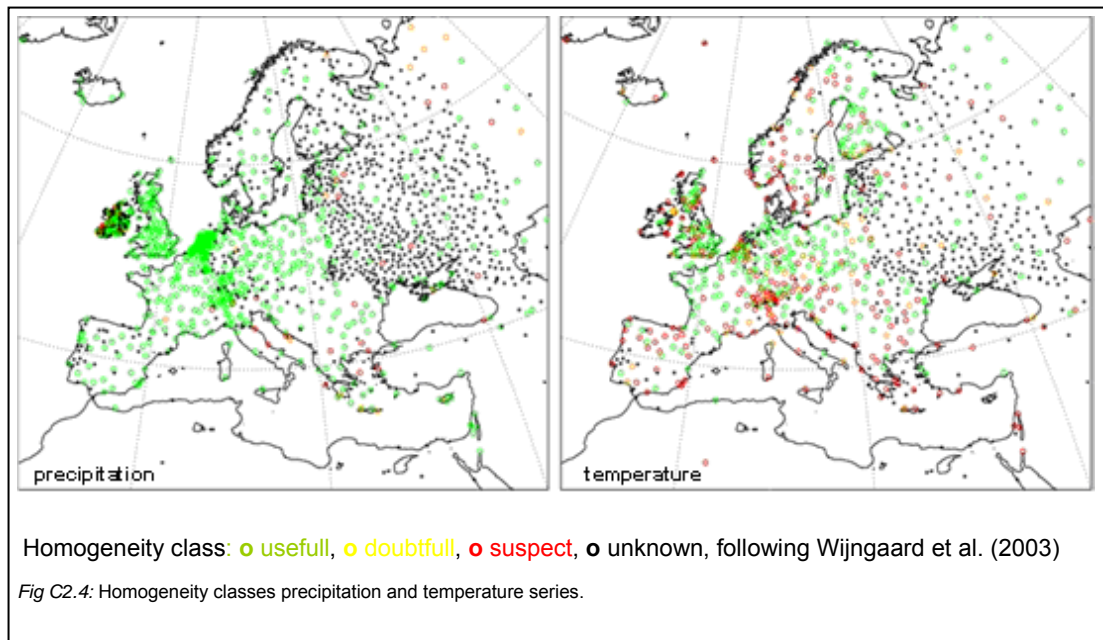 precipitation
temperature
Homogeneity class: o usefull, o doubtfull, o suspect, o unknown, following Wijngaard et al. (2003)
Fig C2.4: Homogeneity classes precipitation and temperature series.